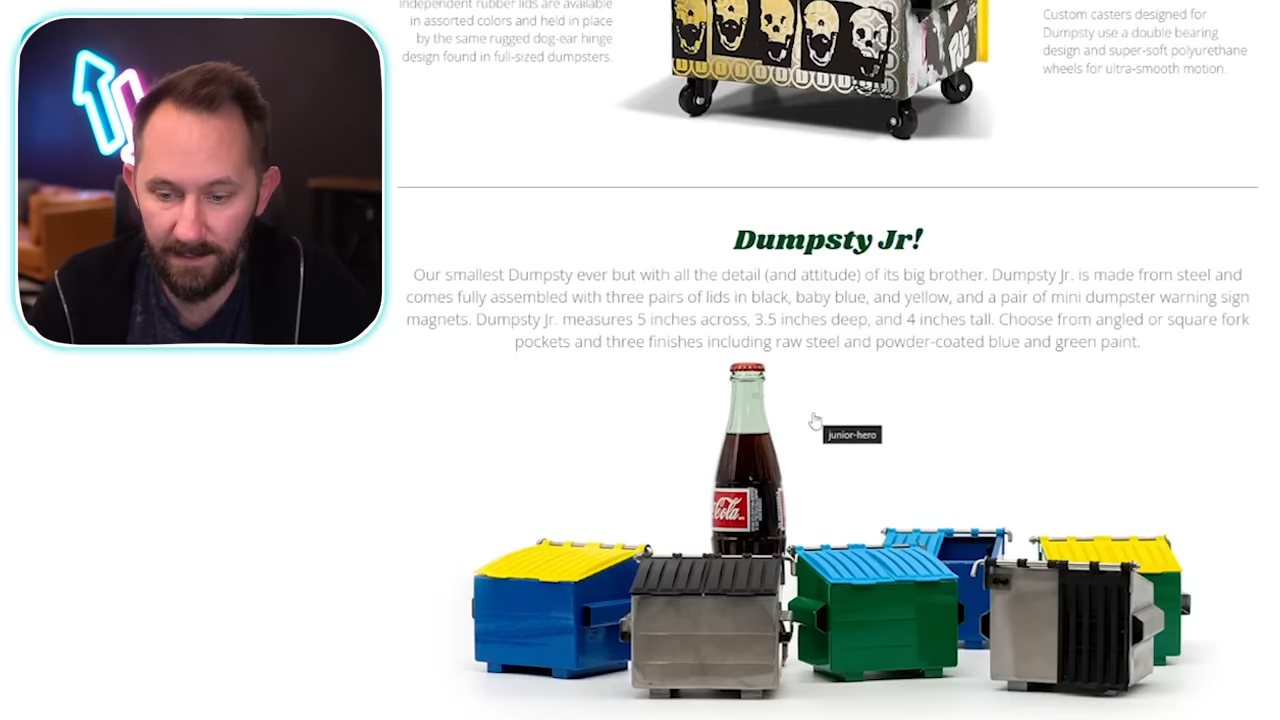 Independent rubber lids are available
in assorted colors and held in place
by the same rugged dog-ear hinge
design found in full-sized dumpsters.
Custom casters designed for
Dumpsty use a double bearing
design and super-soft polyurethane
wheels for ultra-smooth motion.
Dumpsty Jr!
Our smallest Dumpsty ever but with all the detail (and attitude) of its big brother. Dumpsty Jr. is made from steel and
comes fully assembled with three pairs of lids in black, baby blue, and yellow, and a pair of mini dumpster warning sign
magnets. Dumpsty Jr. measures 5 inches across, 3.5 inches deep, and 4 inches tall. Choose from angled or square fork
pockets and three finishes including raw steel and powder-coated blue and green paint.
junior-hero
Cola